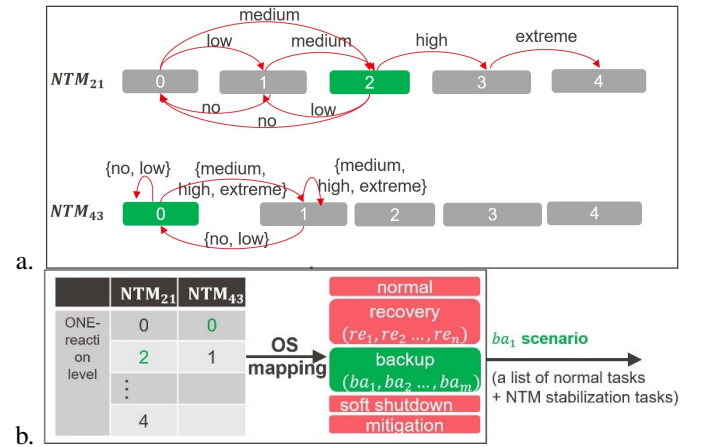 medium
low
medium
high
extreme
NTM₂₁
0
1
2
3
4
no
low
no
{no, low}
{medium,
high, extreme}
{medium,
high, extreme}
NTM₄₃
0
1
2
3
4
{no, low}
a.
NTM₂₁ NTM₄₃
ONE-
reacti
on
level
0 0
2 1
⋮
4
OS
mapping
normal
recovery
(re₁, re₂ ..., reₙ)
backup
(ba₁, ba₂ ..., baₘ)
soft shutdown
mitigation
ba₁ scenario
(a list of normal tasks
+ NTM stabilization tasks)
b.